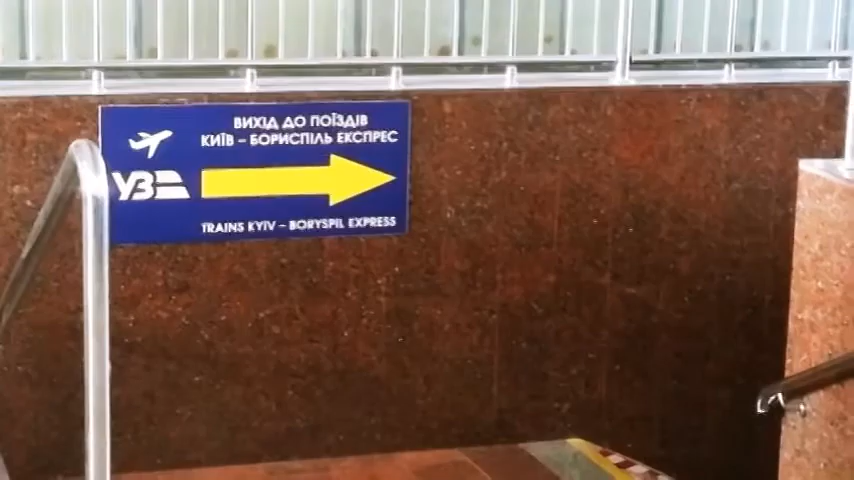 ВИХІД ДО ПОЇЗДІВ
КИЇВ – БОРИСПІЛЬ ЕКСПРЕС
УЗ
TRAINS KYIV – BORYSPIL EXPRESS